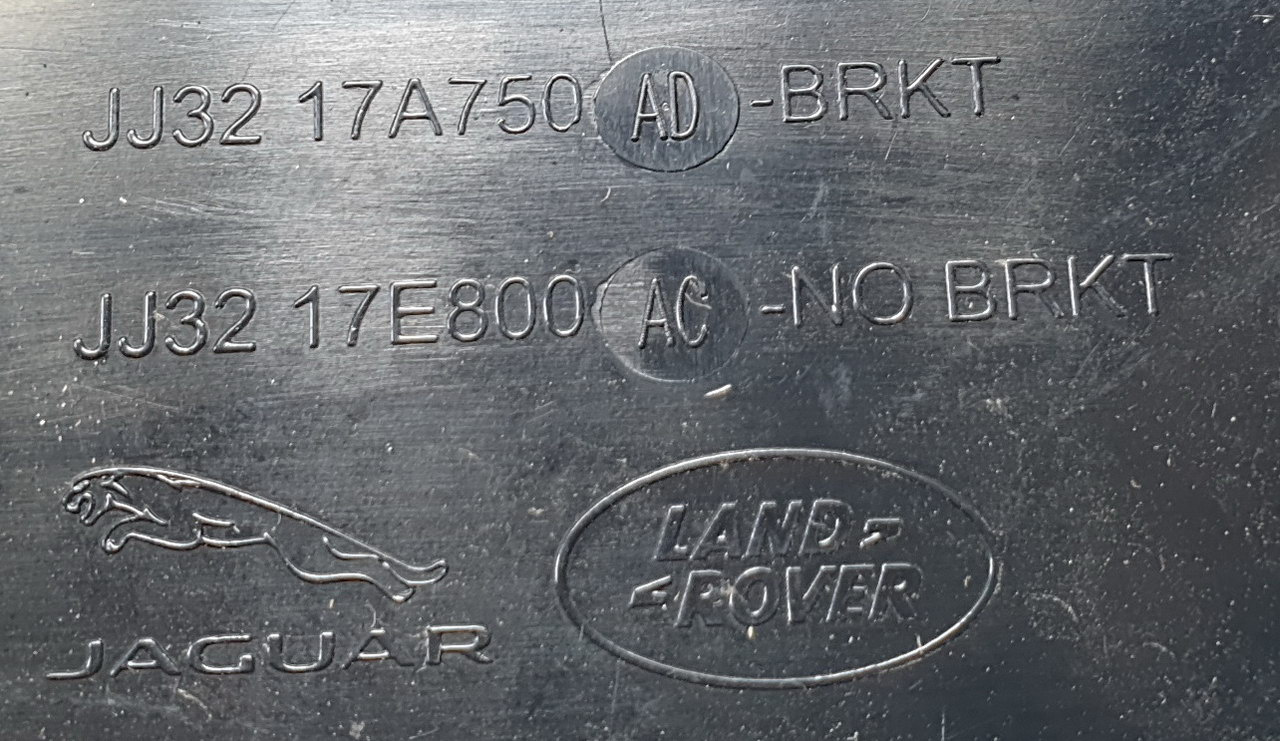 JJ32 17A750 AD -BRKT
JJ32 17E800 AC -NO BRKT
JAGUAR
LAND
ROVER